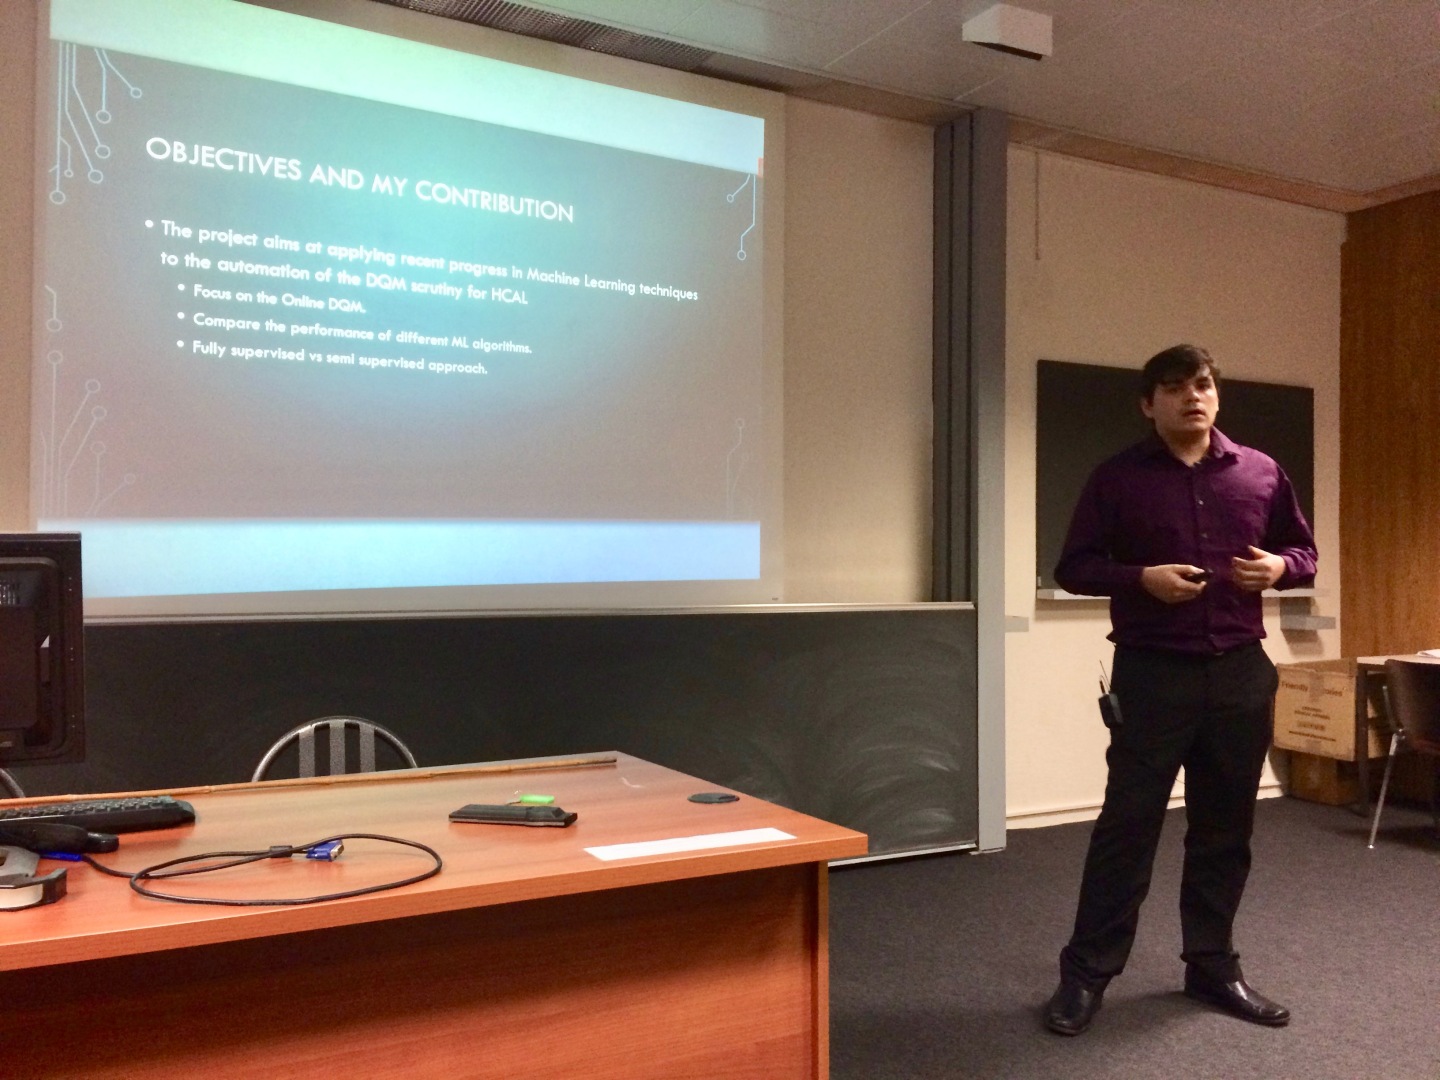 OBJECTIVES AND MY CONTRIBUTION
• The project aims at applying recent progress in Machine Learning techniques
to the automation of the DQM scrutiny for HCAL
• Focus on the Online DQM.
• Compare the performance of different ML algorithms.
• Fully supervised vs semi supervised approach.